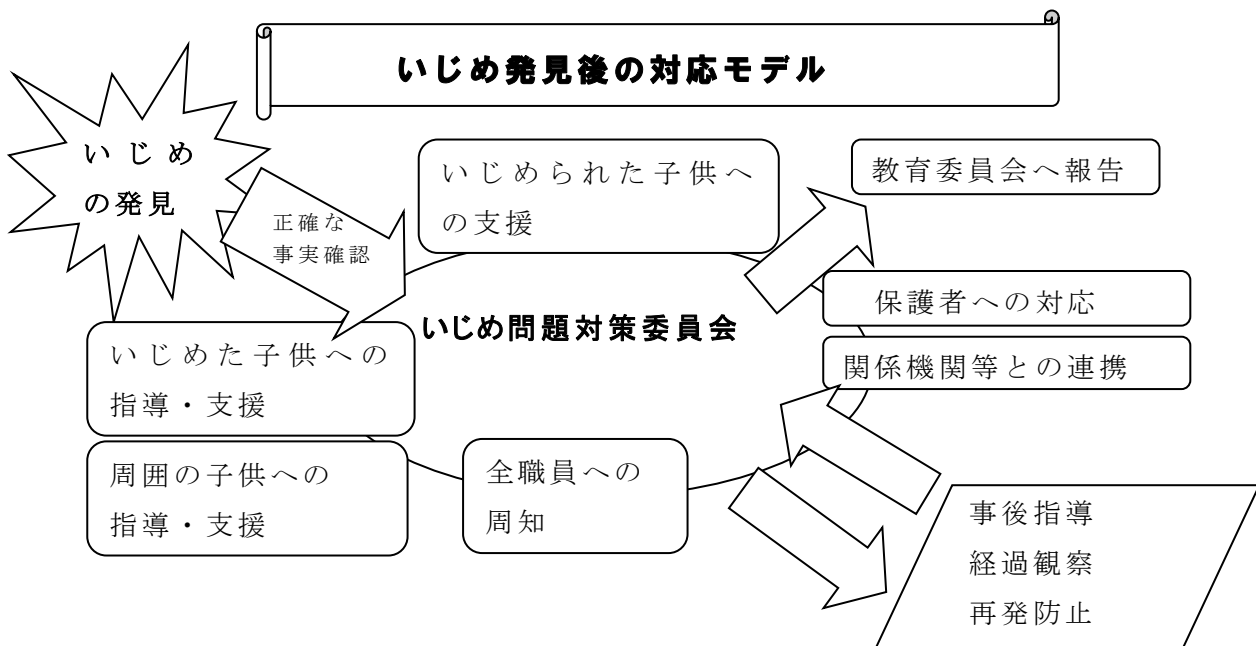 いじめ発見後の対応モデル
いじめ
の発見
正確な
事実確認
いじめられた子供へ
の支援
教育委員会へ報告
保護者への対応
関係機関等との連携
いじめ問題対策委員会
いじめた子供への
指導・支援
周囲の子供への
指導・支援
全職員への
周知
事後指導
経過観察
再発防止